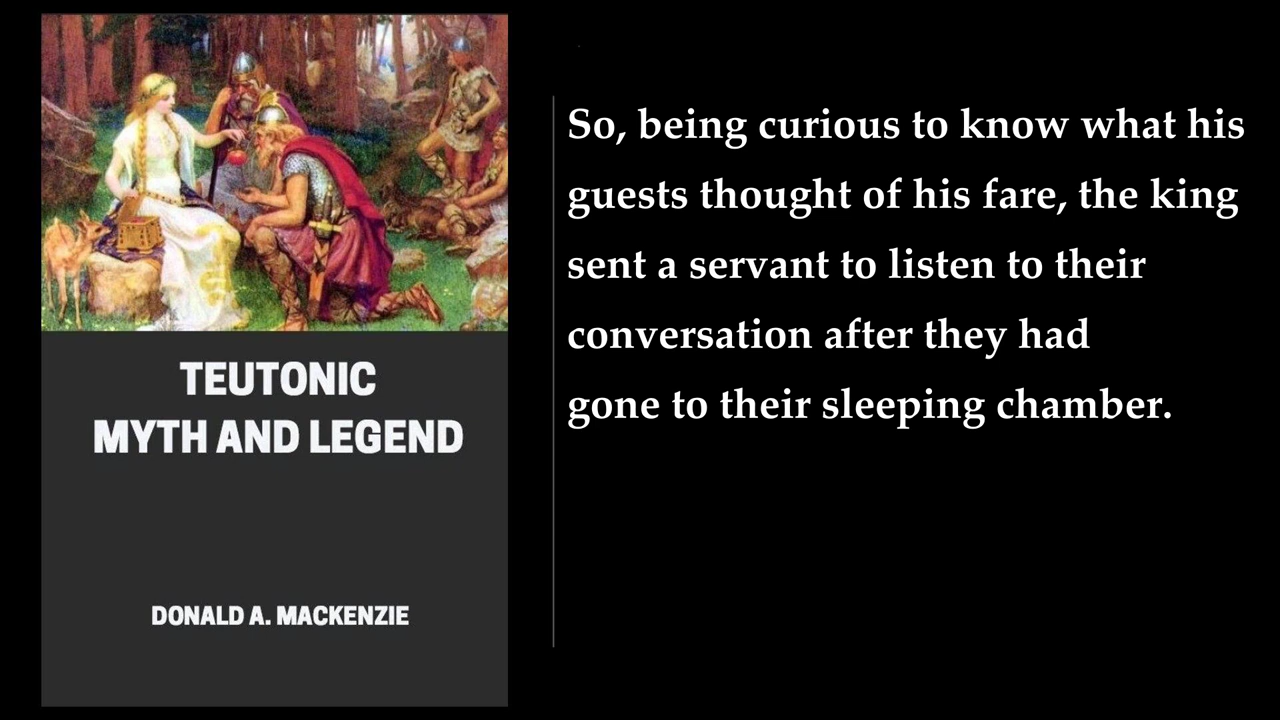 TEUTONIC
MYTH AND LEGEND
DONALD A. MACKENZIE
So, being curious to know what his
guests thought of his fare, the king
sent a servant to listen to their
conversation after they had
gone to their sleeping chamber.